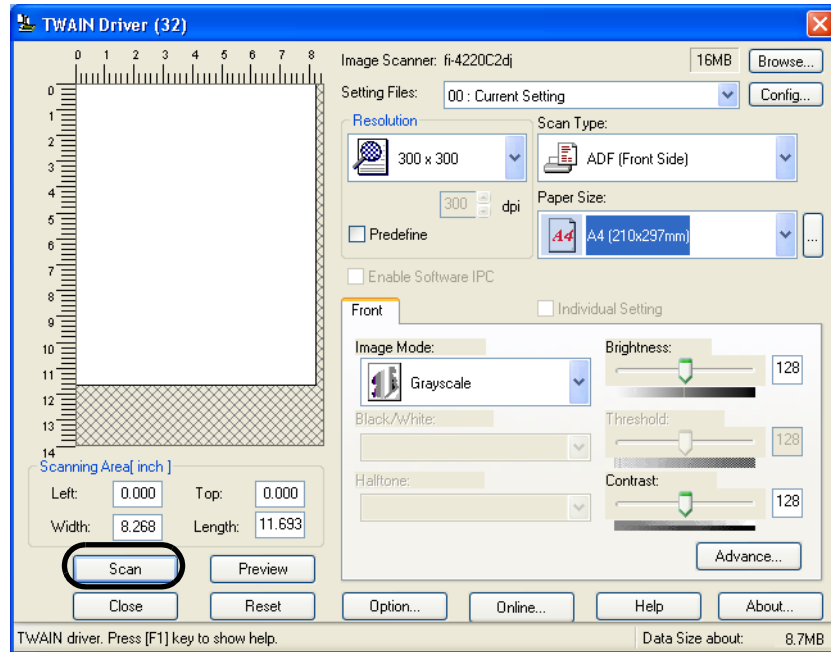 TWAIN Driver (32)
Image Scanner: fi-4220C2dj 16MB Browse...
Setting Files: 00 : Current Setting Config...
0 1 2 3 4 5 6 7 8
0
1
2
3
4
5
6
7
8
9
10
11
12
13
14
Resolution
300 x 300
300 dpi
Predefine
Scan Type:
ADF (Front Side)
Paper Size:
A4 A4 (210x297mm) ...
Enable Software IPC
Individual Setting
Front
Image Mode:
Grayscale
Black/White:
Halftone:
Brightness:
128
Threshold:
128
Contrast:
128
Advance...
Scanning Area[ inch ]
Left: 0.000 Top: 0.000
Width: 8.268 Length: 11.693
Scan Preview
Close Reset Option... Online... Help About...
TWAIN driver. Press [F1] key to show help. Data Size about: 8.7MB